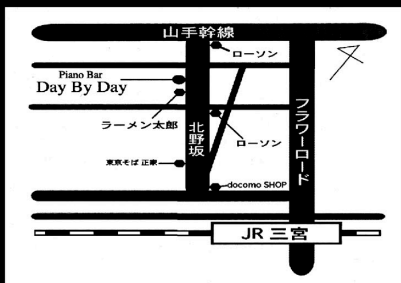 山手幹線
ローソン
Piano Bar
Day By Day
ラーメン太郎
北野坂
ローソン
フラワーロード
東京そば 正家
docomo SHOP
JR 三宮